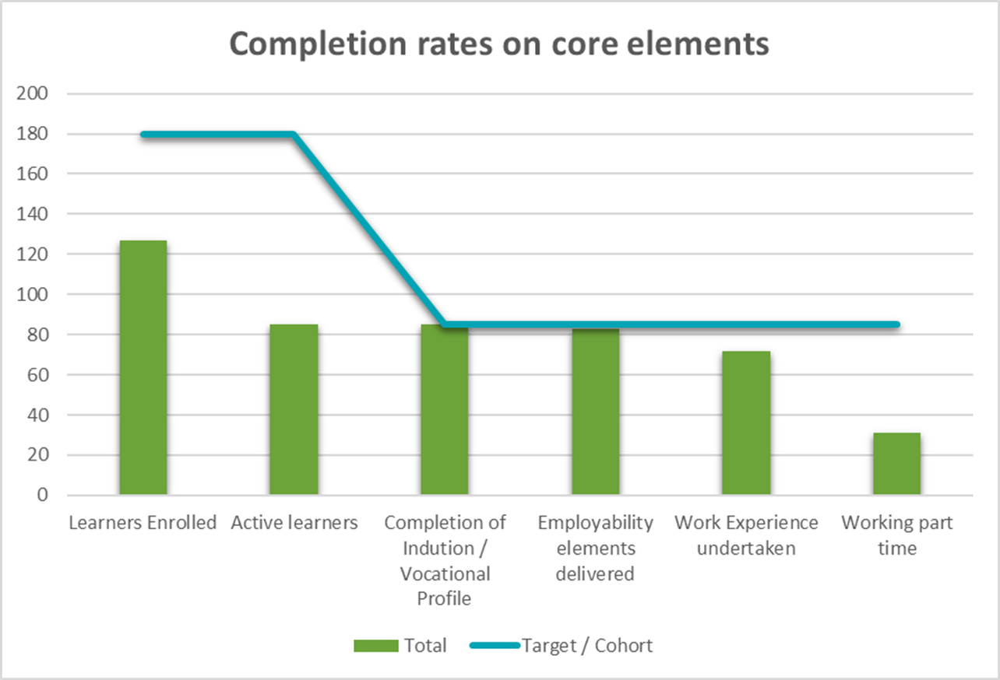 Completion rates on core elements
200
180
160
140
120
100
80
60
40
20
0
Learners Enrolled
Active learners
Completion of
Indution /
Vocational
Profile
Employability
elements
delivered
Work Experience
undertaken
Working part
time
Total
Target / Cohort